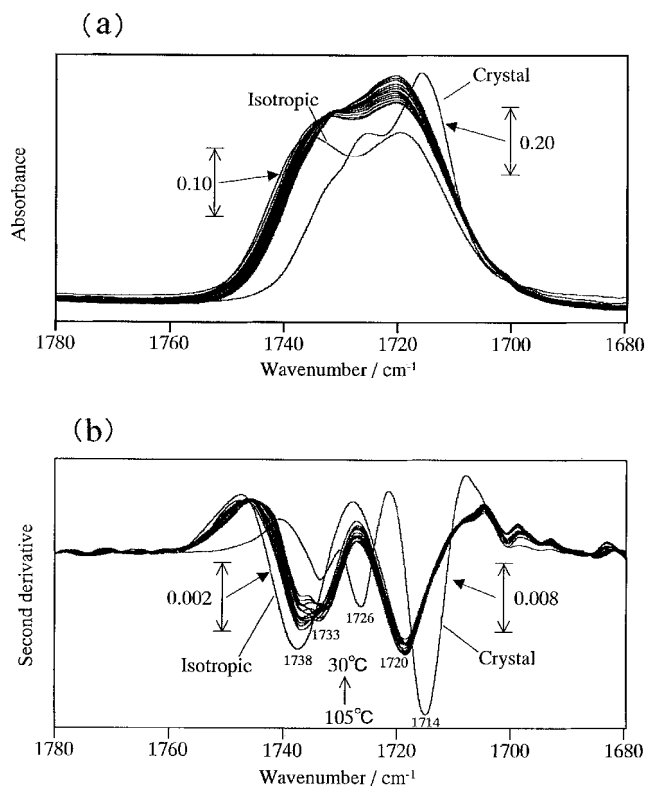 (a)
Absorbance
Crystal
Isotropic
0.20
0.10
1780 1760 1740 1720 1700 1680
Wavenumber / cm⁻¹
(b)
Second derivative
0.002
0.008
1733
1726
1720
Isotropic
1738
30℃
Crystal
105℃
1714
1780 1760 1740 1720 1700 1680
Wavenumber / cm⁻¹